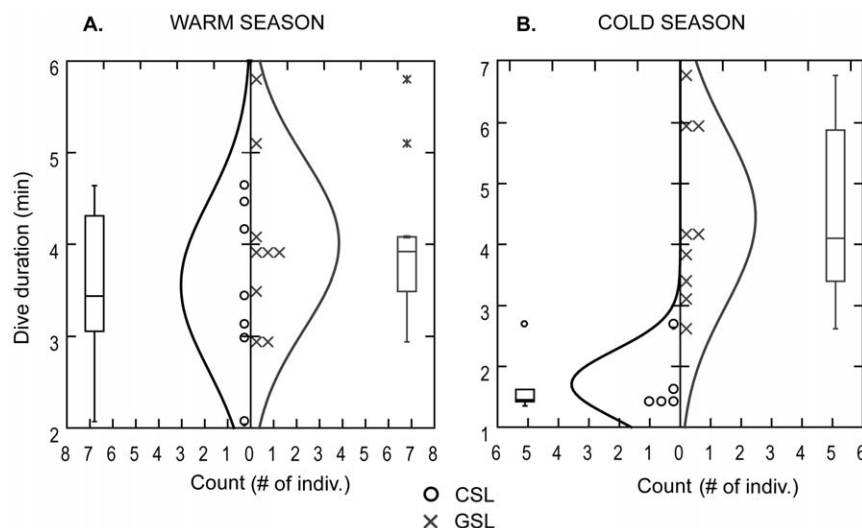 A. WARM SEASON
B. COLD SEASON
Dive duration (min)
6
5
4
3
2
8 7 6 5 4 3 2 1 0 1 2 3 4 5 6 7 8
Count (# of indiv.)
7
6
5
4
3
2
1
6 5 4 3 2 1 0 1 2 3 4 5 6
Count (# of indiv.)
CSL
GSL